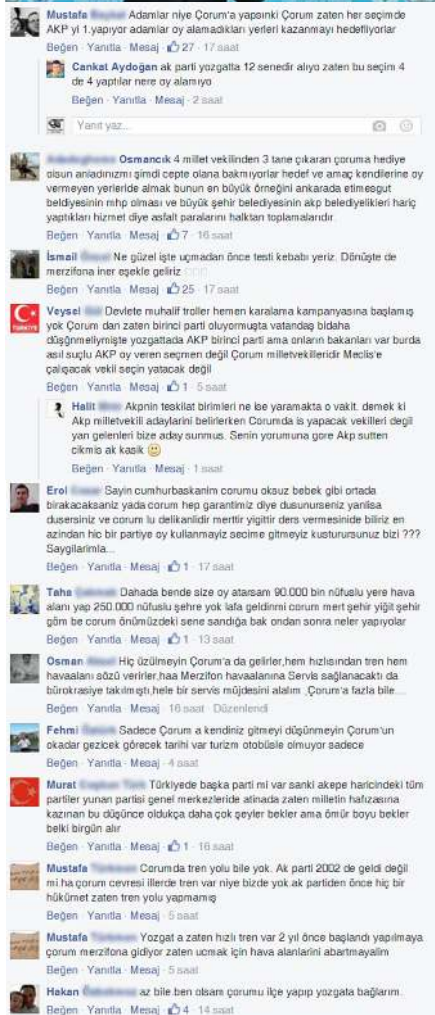 Mustafa Adamlar niye Çorum'a yapsınki Çorum zaten her seçimde
AKP yi 1.yapıyor adamlar oy alamadıkları yerleri kazanmayı hedefliyorlar
Beğen · Yanıtla · Mesaj · 27 · 17 saat
Cankat Aydoğan ak parti yozgatta 12 senedir alıyo zaten bu seçim 4
de 4 yaptılar nere oy alamıyo
Beğen · Yanıtla · Mesaj · 2 saat
Yanıt yaz...
Osmancık 4 millet vekilinden 3 tane çıkaran çoruma hediye
olsun anladınızmı şimdi cepte olana bakmıyorlar hedef ve amaç kendilerine oy
vermeyen yerleride almak bunun en büyük örneğini ankarada etimesgut
beldiyesinin mhp olması ve büyük şehir belediyesinin akp belediyelikleri hariç
yaptıkları hizmet diye asfalt paralarını halktan toplamalarıdır
Beğen · Yanıtla · Mesaj · 7 · 16 saat
İsmail Ne güzel işte uçmadan önce testi kebabı yeriz. Dönüşte de
merzifona iner eşekle geliriz
Beğen · Yanıtla · Mesaj · 25 · 17 saat
Veysel Devlete muhalif troller hemen karalama kampanyasına başlamış
yok Çorum dan zaten birinci parti oluyormuşta vatandaş bidaha
düşğnmeliymişte yozgattada AKP birinci parti ama onların bakanları var burda
asıl suçlu AKP oy veren seçmen değil Çorum milletvekilleridir Meclis'e
çalışacak vekil seçin yatacak değil
Beğen · Yanıtla · Mesaj · 1 · 5 saat
Halit Akpnin teskilat birimleri ne ise yaramakta o vakit. demek ki
Akp milletvekili adaylarini belirlerken Corumda is yapacak vekilleri degil
yan gelenleri bize aday sunmus. Senin yorumuna gore Akp sutten
cikmis ak kasik
Beğen · Yanıtla · Mesaj · 1 saat
Erol Sayin cumhurbaskanim corumu oksuz bebek gibi ortada
birakacaksaniz yada corum hep garantimiz diye dusunurseniz yanlisa
dusersiniz ve corum lu delikanlidir merttir yigittir ders vermesinide biliriz en
azindan hic bir partiye oy kullanmayiz secime gitmeyiz kusturursunuz bizi ???
Saygilarimla...
Beğen · Yanıtla · Mesaj · 1 · 17 saat
Taha Dahada bende size oy atarsam 90.000 bin nüfuslu yere hava
alanı yap 250.000 nüfuslu şehre yok lafa geldinmi corum mert şehir yiğit şehir
göm be corum önümüzdeki sene sandığa bak ondan sonra neler yapıyolar
Beğen · Yanıtla · Mesaj · 1 · 13 saat
Osman Hiç üzülmeyin Çorum'a da gelirler,hem hızlısından tren hem
havaalanı sözü verirler,haa Merzifon havaalanına Servis sağlanacaktı da
bürokrasiye takılmıştı,hele bir servis müjdesini alalım ,Çorum'a fazla bile....
Beğen · Yanıtla · Mesaj · 16 saat · Düzenlendi
Fehmi Sadece Çorum a kendiniz gitmeyi düşünmeyin Çorum'un
okadar gezicek görecek tarihi var turizm otobüsle olmuyor sadece
Beğen · Yanıtla · Mesaj · 4 saat
Murat Türkiyede başka parti mi var sanki akepe haricindeki tüm
partiler yunan partisi genel merkezleride atinada zaten milletin hafızasına
kazınan bu düşünce oldukça daha çok şeyler bekler ama ömür boyu bekler
belki birgün alır
Beğen · Yanıtla · Mesaj · 1 · 16 saat
Mustafa Corumda tren yolu bile yok. Ak parti 2002 de geldi değil
mi.ha çorum cevresi illerde tren var niye bizde yok.ak partiden önce hiç bir
hükümet zaten tren yolu yapmamış
Beğen · Yanıtla · Mesaj · 5 saat
Mustafa Yozgat a zaten hızlı tren var 2 yıl önce başlandı yapılmaya
çorum merzifona gidiyor zaten ucmak için hava alanlarini abartmayalim
Beğen · Yanıtla · Mesaj · 5 saat
Hakan az bile.ben olsam çorumu ilçe yapıp yozgata bağlarım.
Beğen · Yanıtla · Mesaj · 4 · 14 saat